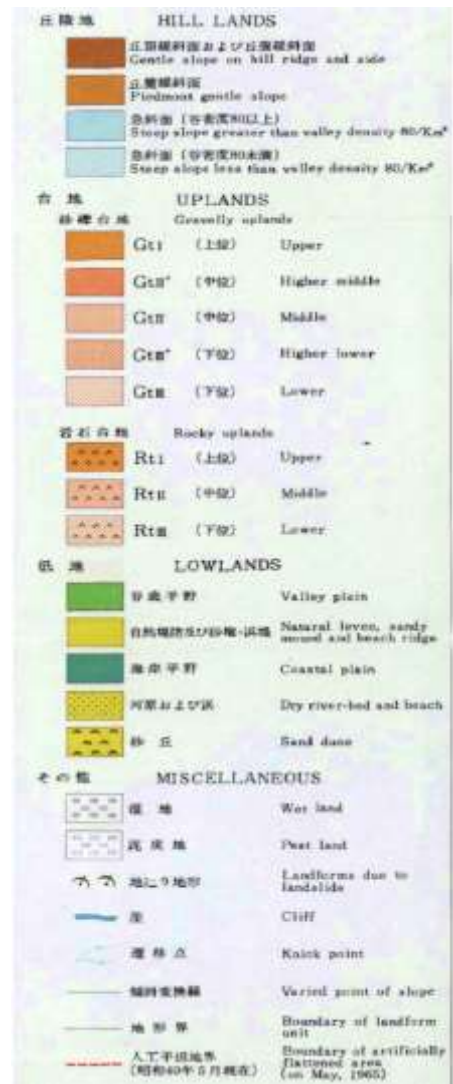 丘陵地 HILL LANDS
丘頂緩斜面および丘腹緩斜面
Gentle slope on hill ridge and side
丘麓緩斜面
Piedmont gentle slope
急斜面（谷密度80以上）
Steep slope greater than valley density 80/Km²
急斜面（谷密度80未満）
Steep slope less than valley density 80/Km²
台地 UPLANDS
砂礫台地 Gravelly uplands
GtⅠ （上位） Upper
GtⅡ⁺ （中位） Higher middle
GtⅡ （中位） Middle
GtⅢ⁺ （下位） Higher lower
GtⅢ （下位） Lower
岩石台地 Rocky uplands
RtⅠ （上位） Upper
RtⅡ （中位） Middle
RtⅢ （下位） Lower
低地 LOWLANDS
谷底平野 Valley plain
自然堤防及び砂堆・浜堤 Natural levee, sandy
mound and beach ridge
海岸平野 Coastal plain
河原および浜 Dry river-bed and beach
砂丘 Sand dune
その他 MISCELLANEOUS
湿地 Wet land
泥炭地 Peat land
地にり地形 Landforms due to
landslide
崖 Cliff
遷移点 Knick point
傾斜変換線 Varied point of slope
地形界 Boundary of landform
unit
人工平坦地界 Boundary of artificially
flattened area
（昭和40年5月現在） (on May, 1965)